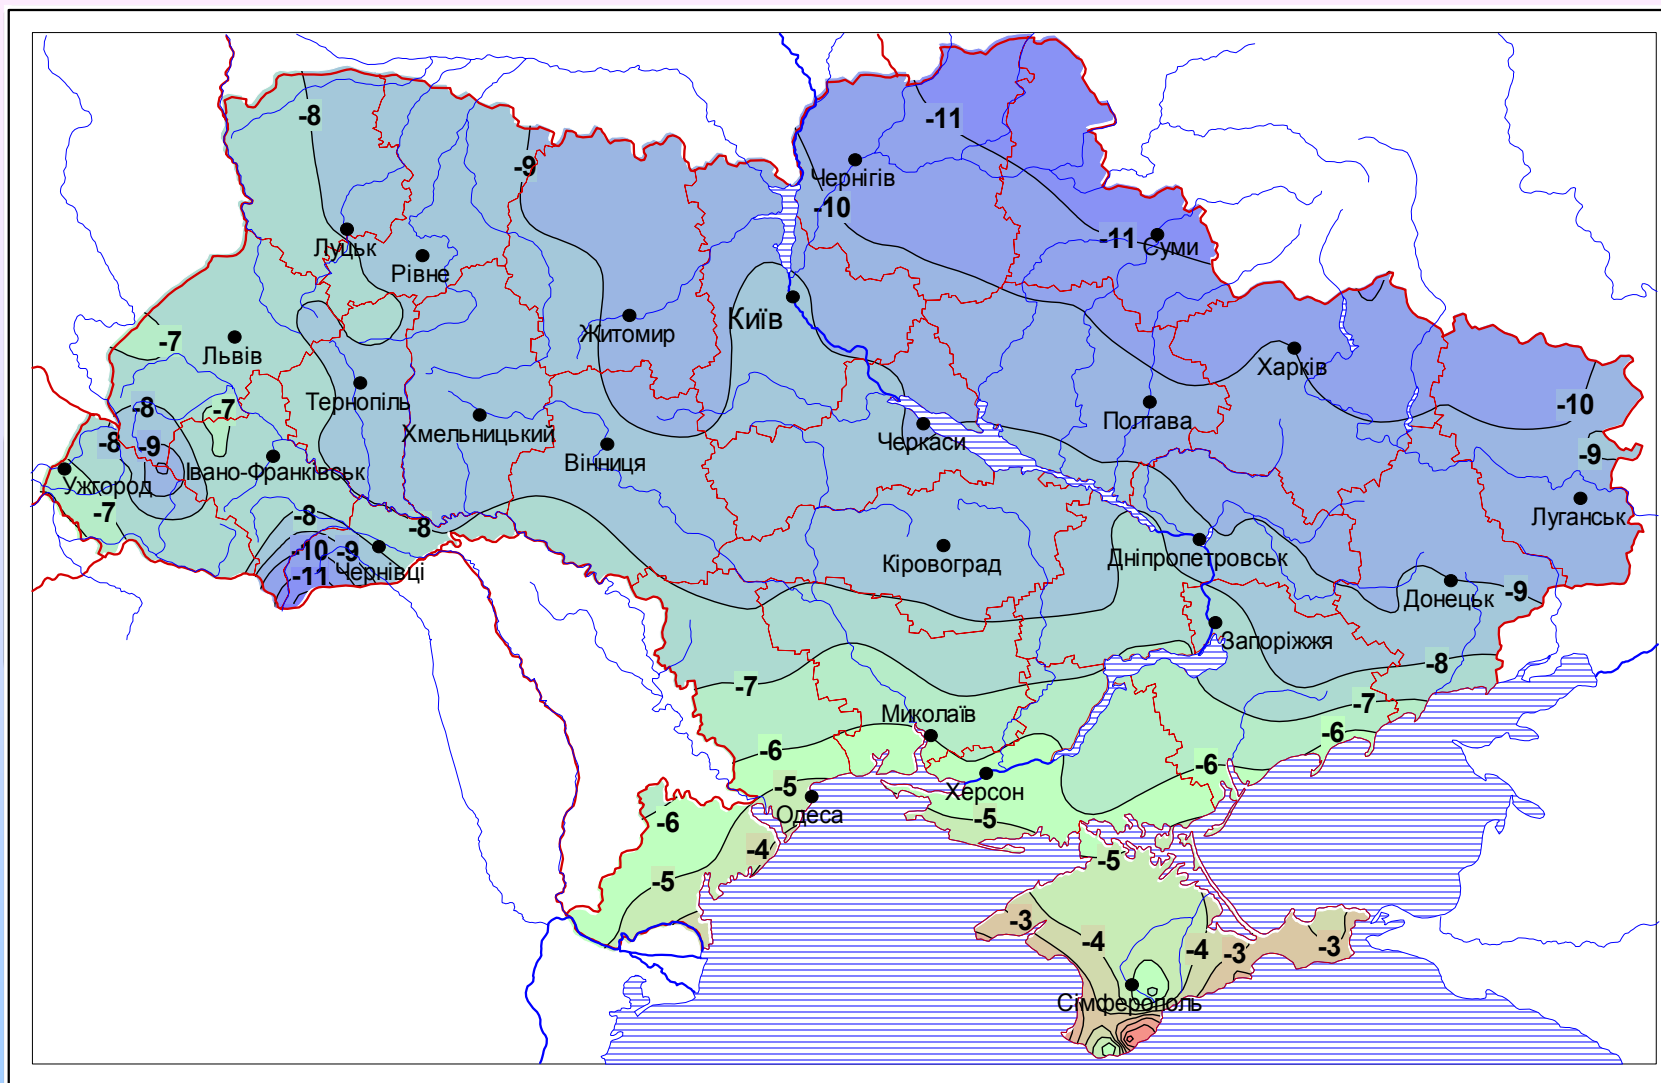 -8
-11
-9
Чернігів
-10
-11
Суми
Луцьк
Рівне
Київ
Житомир
-7
Львів
Харків
Тернопіль
-8
-7
-10
Полтава
Хмельницький
Черкаси
-8
-9
Вінниця
-9
Івано-Франківськ
Ужгород
-7
-8
-8
Луганськ
-10
-9
Чернівці
-11
Дніпропетровськ
Кіровоград
Донецьк
-9
Запоріжжя
-8
-7
-7
Миколаїв
-6
-6
-6
-5
Херсон
Одеса
-5
-6
-4
-5
-5
-3
-4
-4
-3
-3
Сімферополь